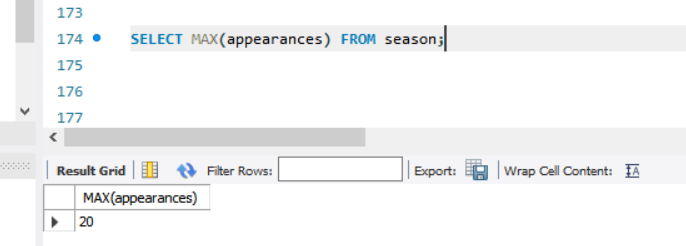 173
174 SELECT MAX(appearances) FROM season;
175
176
177
Result Grid Filter Rows: Export: Wrap Cell Content: IA
MAX(appearances)
20